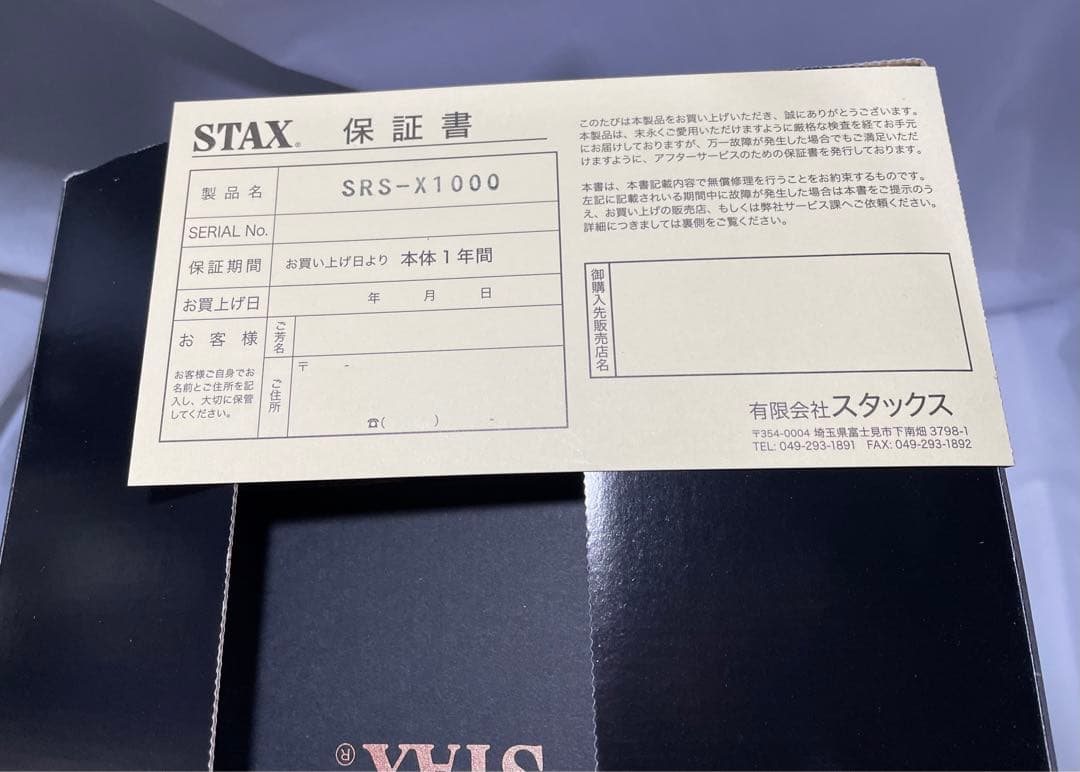 STAX® 保証書
製品名 SRS-X1000
SERIAL No.
保証期間 お買い上げ日より 本体1年間
お買上げ日 年 月 日
お客様 ご芳名
お客様ご自身でお
名前とご住所を記
入し、大切に保管
してください。
ご住所 〒 -
☎( ) -
このたびは本製品をお買い上げいただき、誠にありがとうございます。
本製品は、末永くご愛用いただけますように厳格な検査を経てお手元
にお届けしておりますが、万一故障が発生した場合でもご満足いただ
けますように、アフターサービスのための保証書を発行しております。
本書は、本書記載内容で無償修理を行うことをお約束するものです。
左記に記載されいる期間中に故障が発生した場合は本書をご提示のう
え、お買い上げの販売店、もしくは弊社サービス課へご依頼ください。
詳細につきましては裏側をご覧ください。
御購入先販売店名
有限会社スタックス
〒354-0004 埼玉県富士見市下南畑 3798-1
TEL: 049-293-1891 FAX: 049-293-1892
STAX®